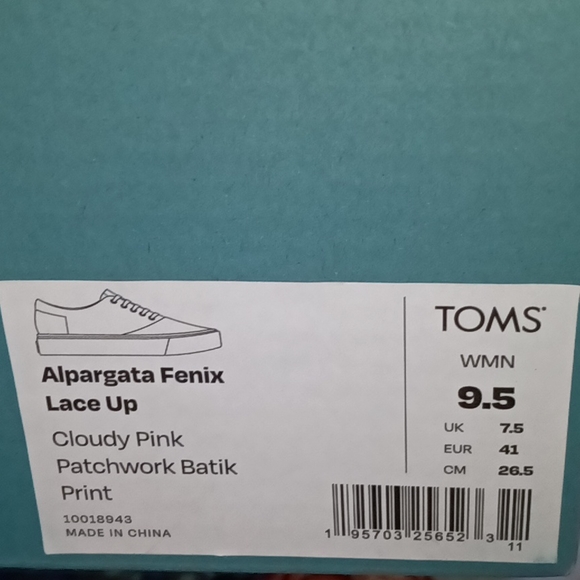 Alpargata Fenix
Lace Up
Cloudy Pink
Patchwork Batik
Print
10018943
MADE IN CHINA
TOMS
WMN
9.5
UK 7.5
EUR 41
CM 26.5
1 95703 25652 3
11